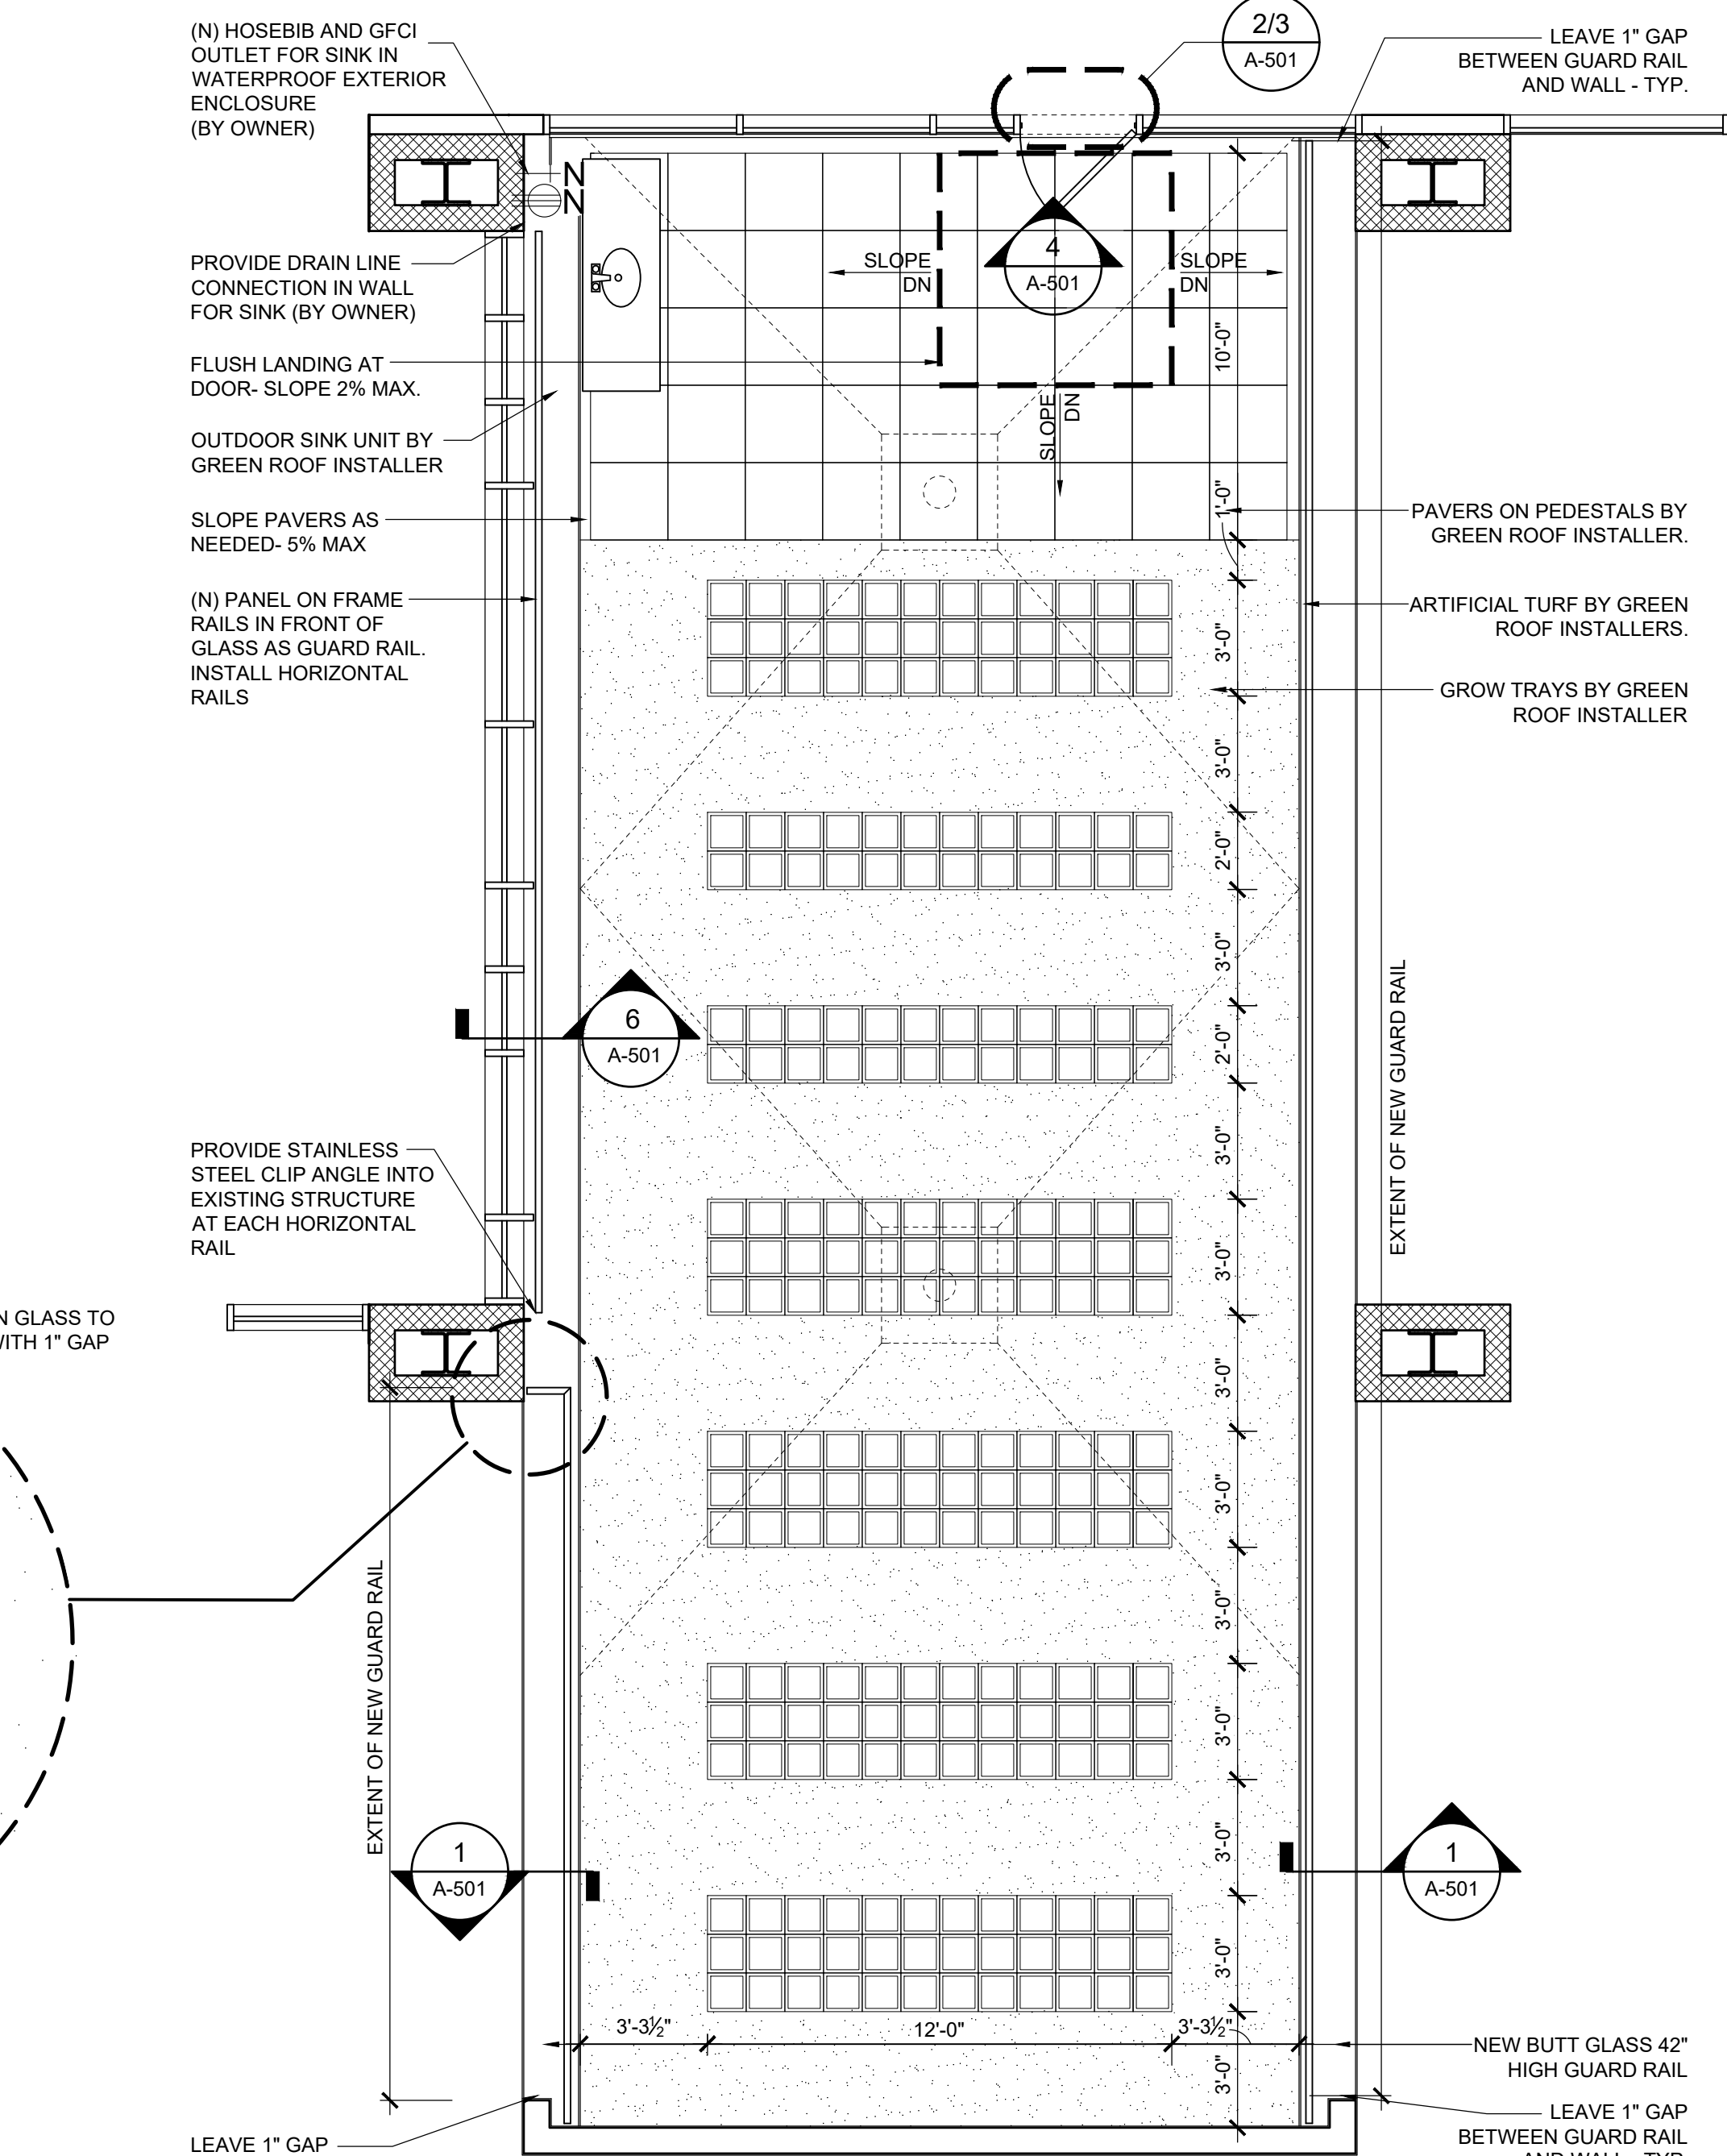 (N) HOSEBIB AND GFCI
OUTLET FOR SINK IN
WATERPROOF EXTERIOR
ENCLOSURE
(BY OWNER)
2/3
A-501
LEAVE 1" GAP
BETWEEN GUARD RAIL
AND WALL - TYP.
N
N
PROVIDE DRAIN LINE
CONNECTION IN WALL
FOR SINK (BY OWNER)
SLOPE
DN
4
A-501
SLOPE
DN
FLUSH LANDING AT
DOOR- SLOPE 2% MAX.
10'-0"
SLOPE
DN
OUTDOOR SINK UNIT BY
GREEN ROOF INSTALLER
SLOPE PAVERS AS
NEEDED- 5% MAX
1'-0"
PAVERS ON PEDESTALS BY
GREEN ROOF INSTALLER.
(N) PANEL ON FRAME
RAILS IN FRONT OF
GLASS AS GUARD RAIL.
INSTALL HORIZONTAL
RAILS
3'-0"
ARTIFICIAL TURF BY GREEN
ROOF INSTALLERS.
GROW TRAYS BY GREEN
ROOF INSTALLER
3'-0"
2'-0"
3'-0"
6
A-501
2'-0"
EXTENT OF NEW GUARD RAIL
PROVIDE STAINLESS
STEEL CLIP ANGLE INTO
EXISTING STRUCTURE
AT EACH HORIZONTAL
RAIL
3'-0"
3'-0"
N GLASS TO
WITH 1" GAP
3'-0"
3'-0"
3'-0"
EXTENT OF NEW GUARD RAIL
3'-0"
3'-0"
1
A-501
1
A-501
3'-0"
3'-3½"
12'-0"
3'-3½"
3'-0"
NEW BUTT GLASS 42"
HIGH GUARD RAIL
LEAVE 1" GAP
LEAVE 1" GAP
BETWEEN GUARD RAIL
AND WALL - TYP.